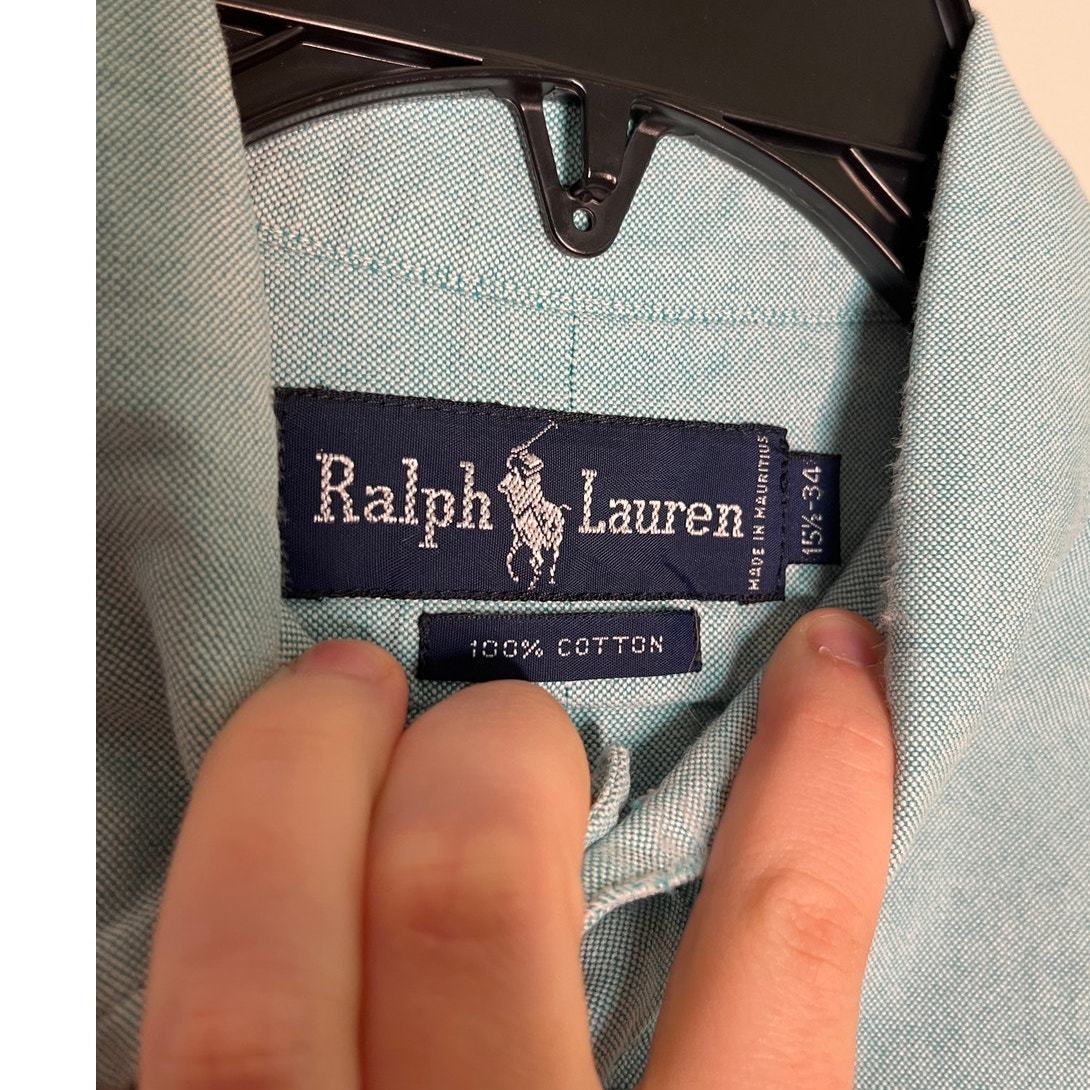 Ralph Lauren
MADE IN MAURITIUS
15½-34
100% COTTON